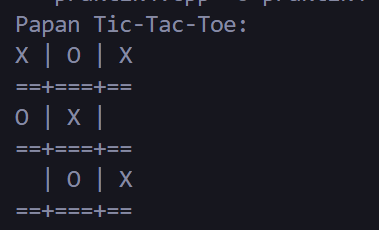 Papan Tic-Tac-Toe:
X | O | X
==+===+==
O | X |
==+===+==
  | O | X
==+===+==